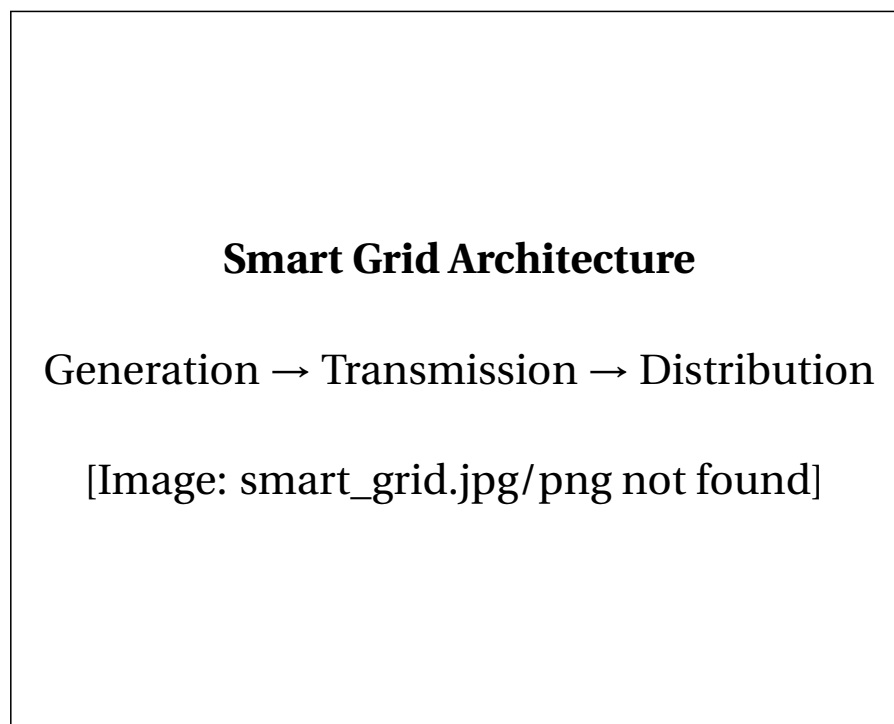 Smart Grid Architecture
Generation → Transmission → Distribution
[Image: smart_grid.jpg/png not found]